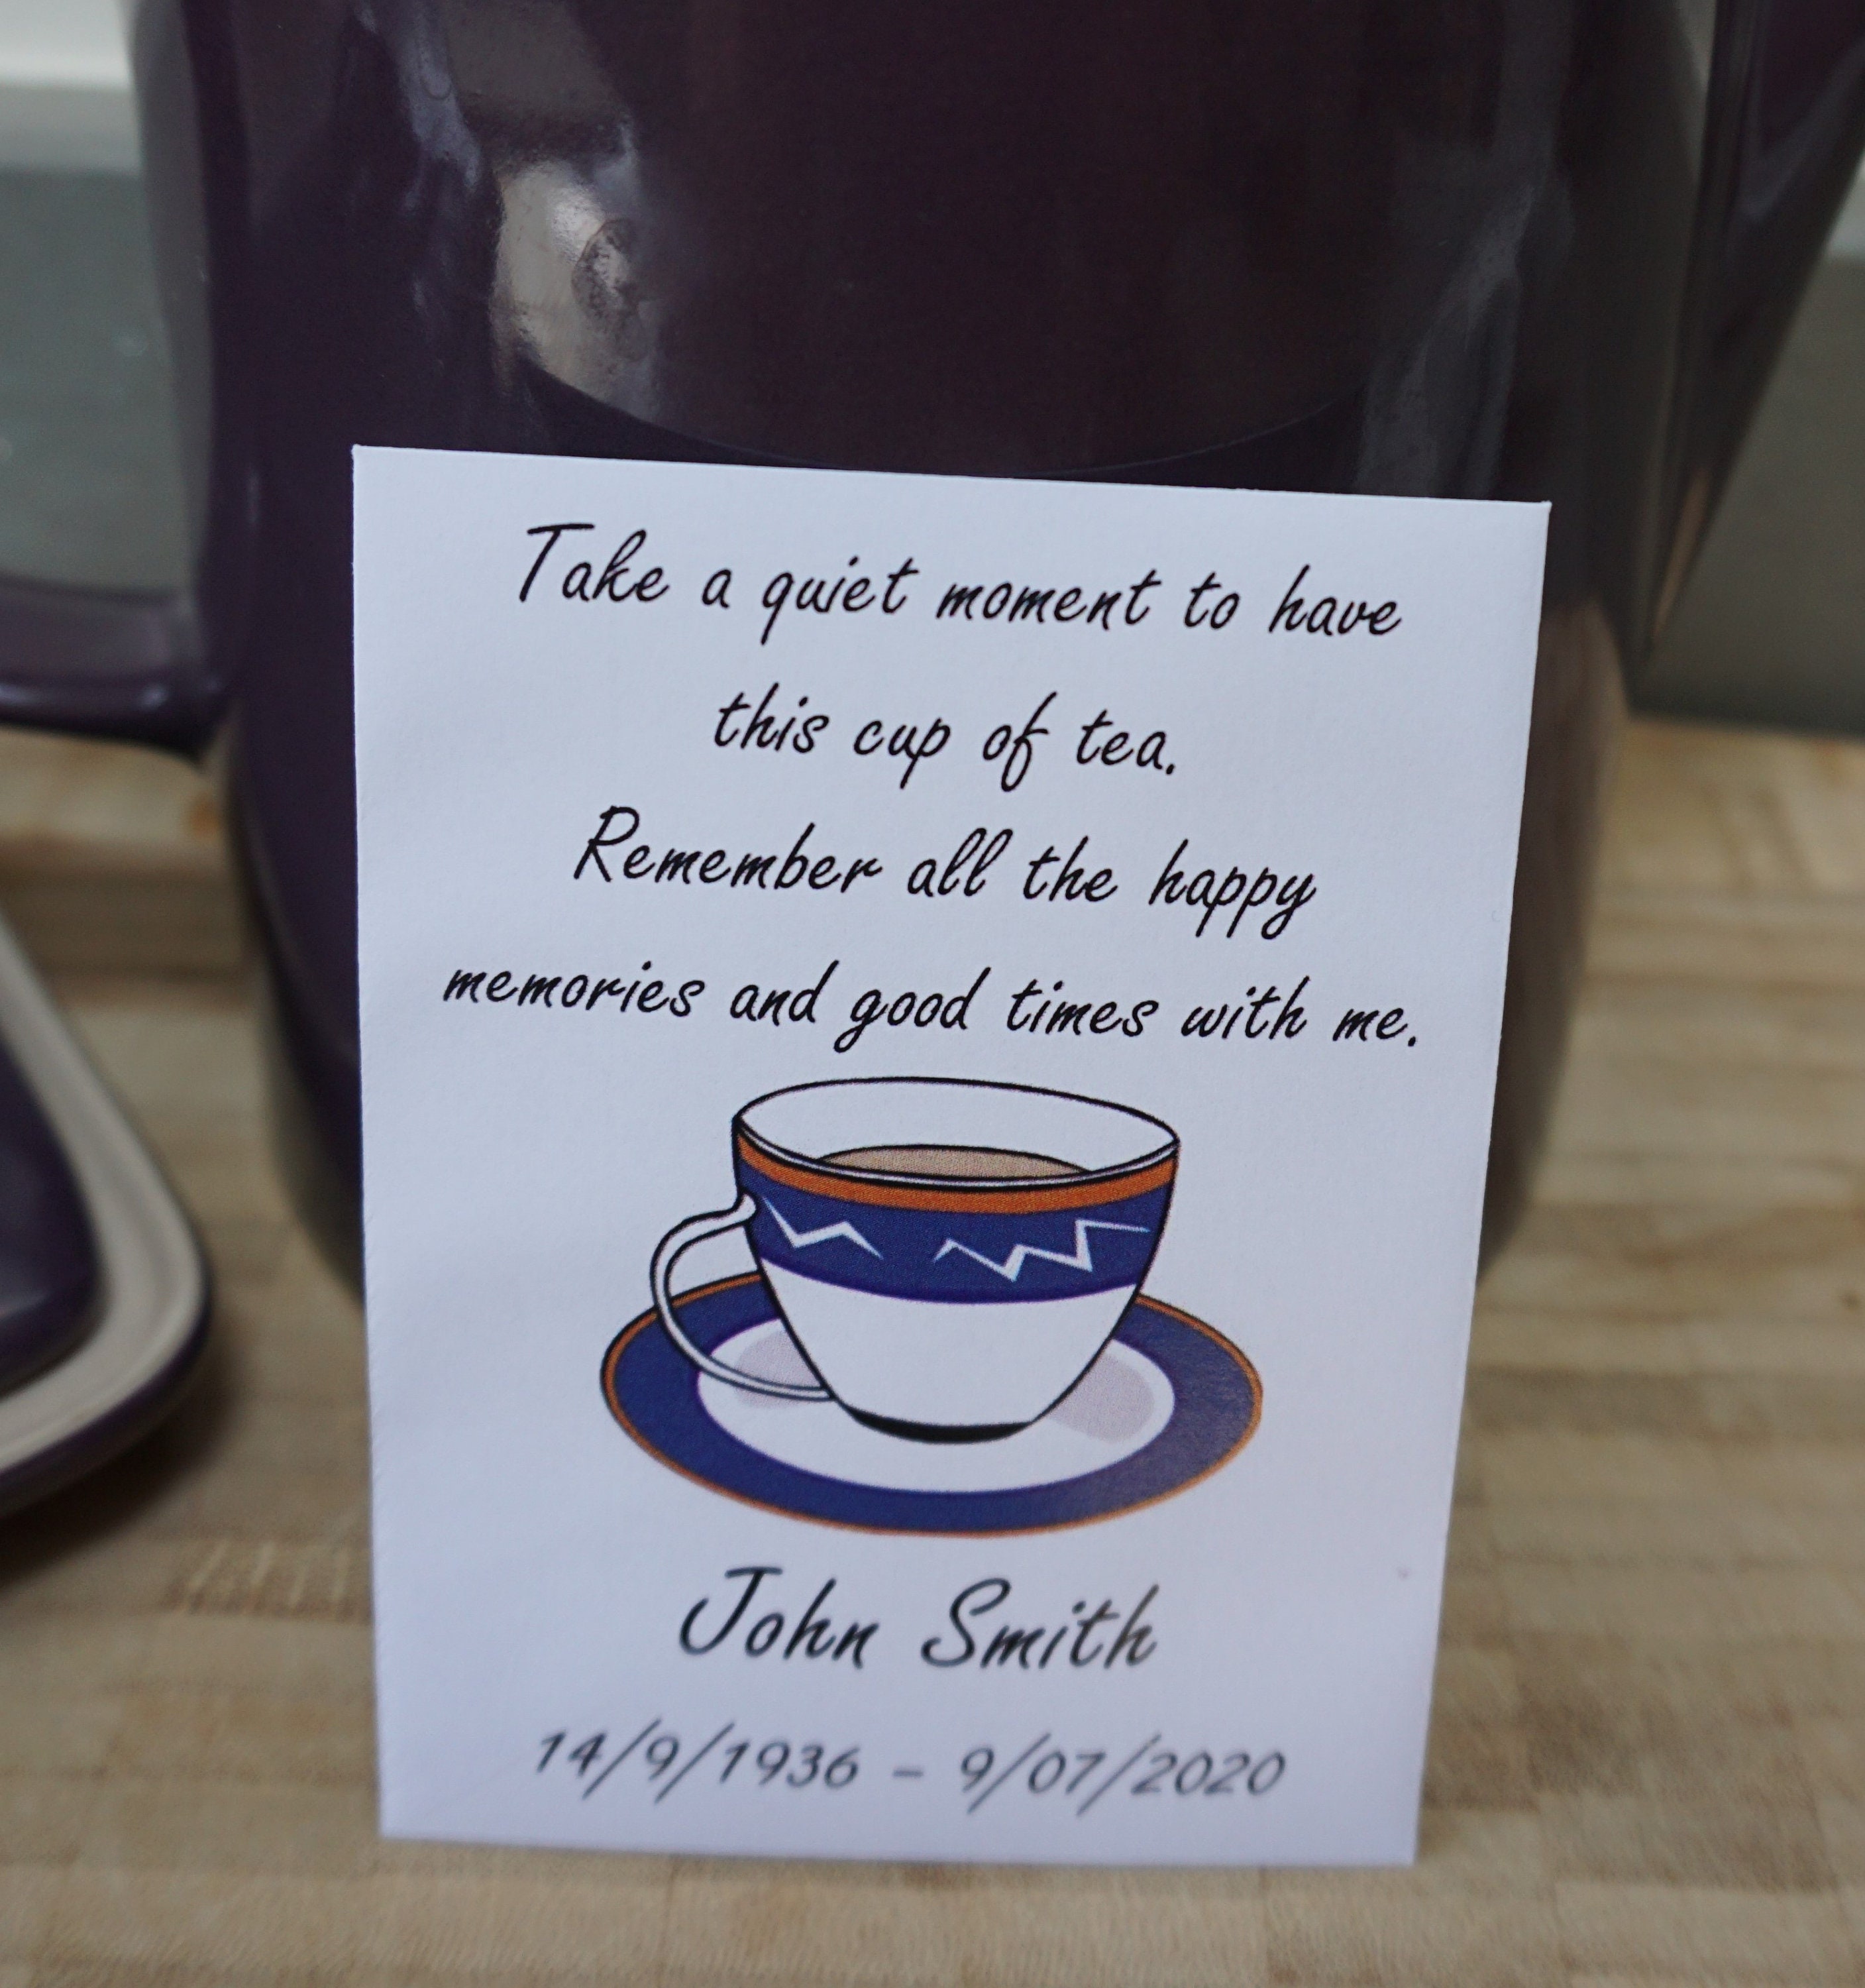 Take a quiet moment to have
this cup of tea.
Remember all the happy
memories and good times with me.
John Smith
14/9/1936 – 9/07/2020